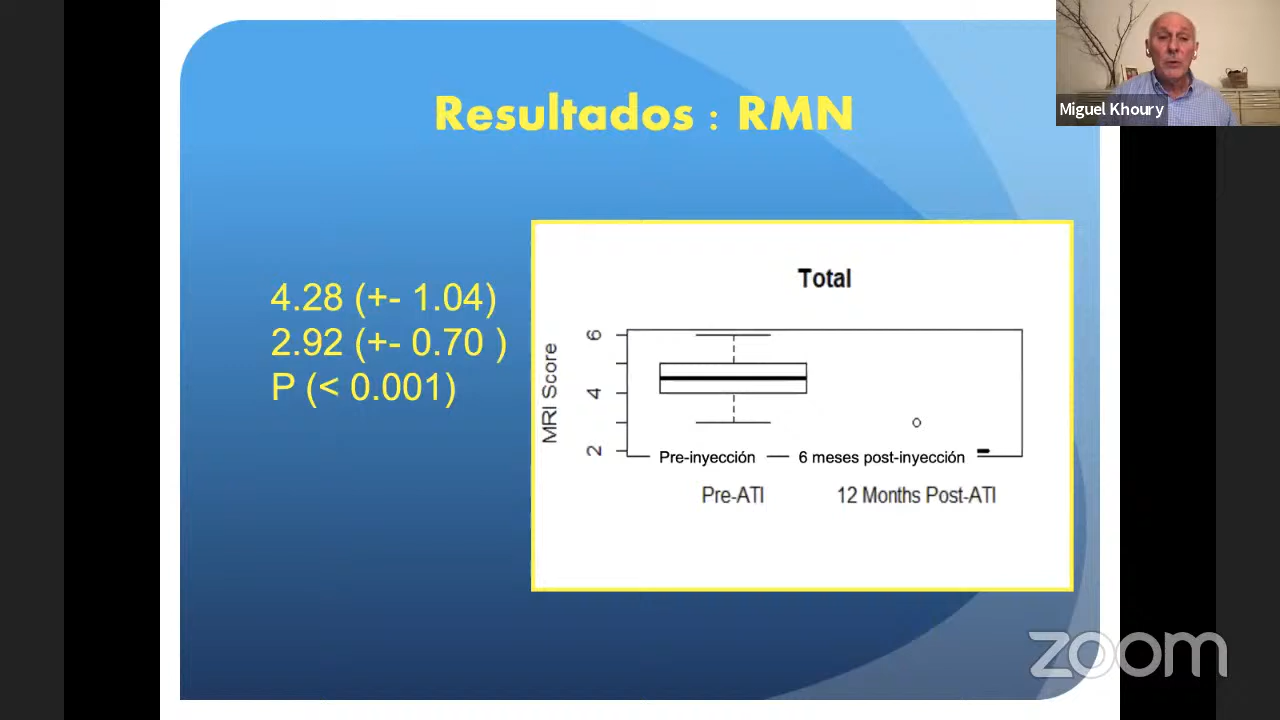 Resultados : RMN
Miguel Khoury
4.28 (+- 1.04)
2.92 (+- 0.70 )
P (< 0.001)
Total
MRI Score
6
4
2
Pre-inyección
6 meses post-inyección
Pre-ATI
12 Months Post-ATI
zoom